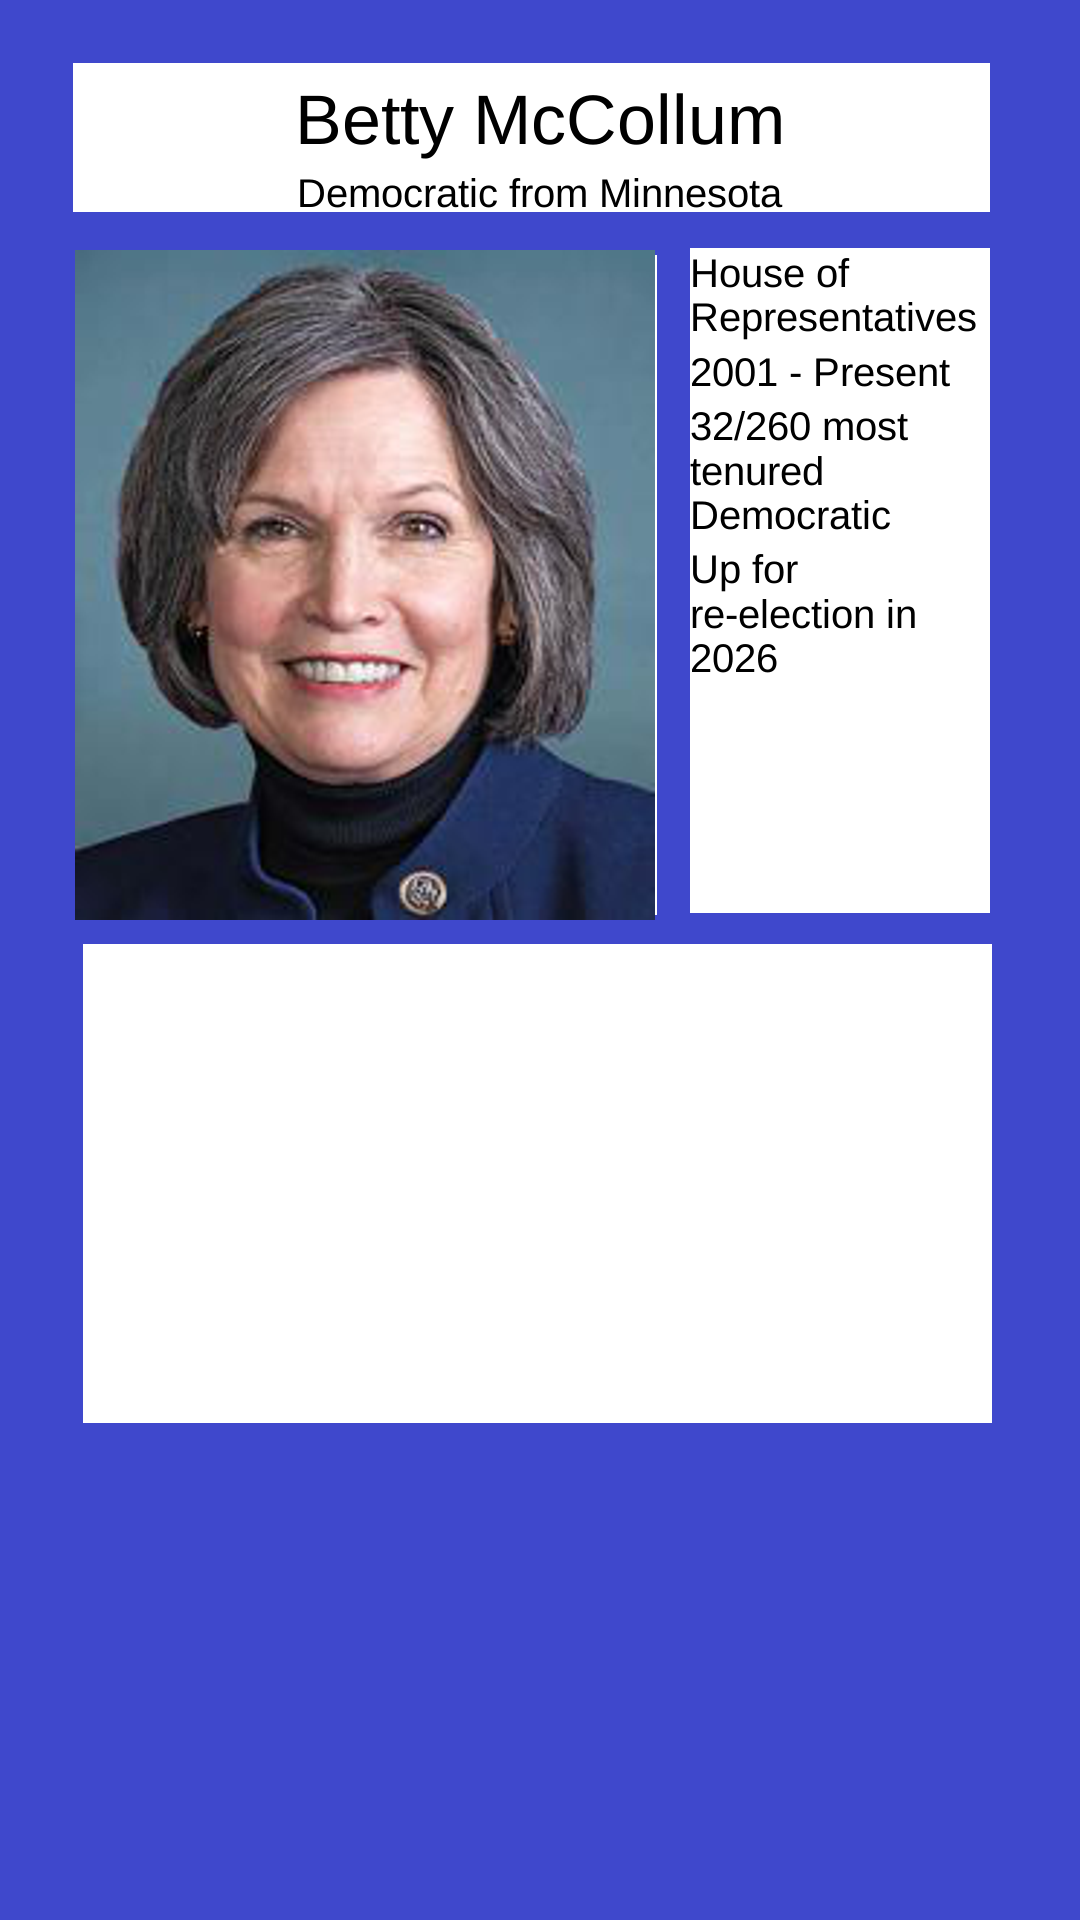 Betty McCollum
Democratic from Minnesota
House of
Representatives
2001 - Present
32/260 most
tenured
Democratic
Up for
re-election in
2026